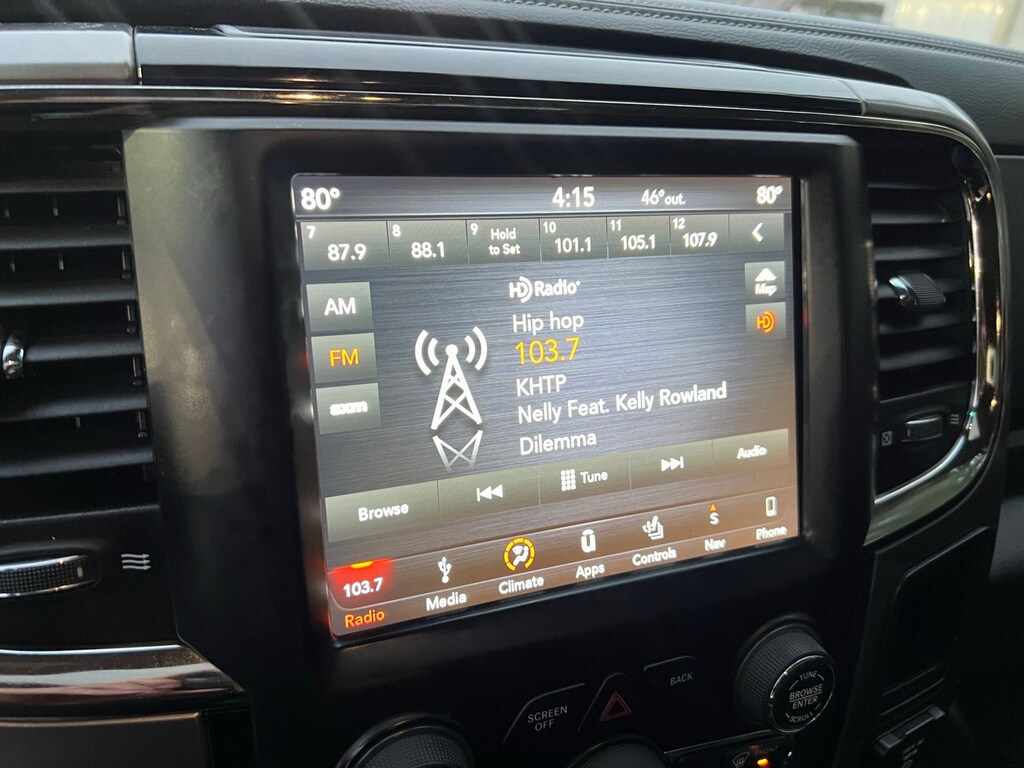 80° 4:15 46°out. 80°
7 87.9 8 88.1 9 Hold to Set 10 101.1 11 105.1 12 107.9
HD Radio
Map
AM
Hip hop
HD
FM
103.7
KHTP
sxm
Nelly Feat. Kelly Rowland
Dilemma
Browse Tune Audio
103.7
Radio Media Climate Apps Controls S Nav Phone
SCREEN OFF
BACK
TUNE
BROWSE
ENTER
SCROLL